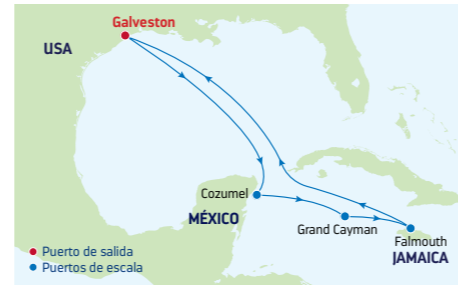 Galveston
USA
Cozumel
MÉXICO
Grand Cayman
Falmouth
JAMAICA
Puerto de salida
Puertos de escala